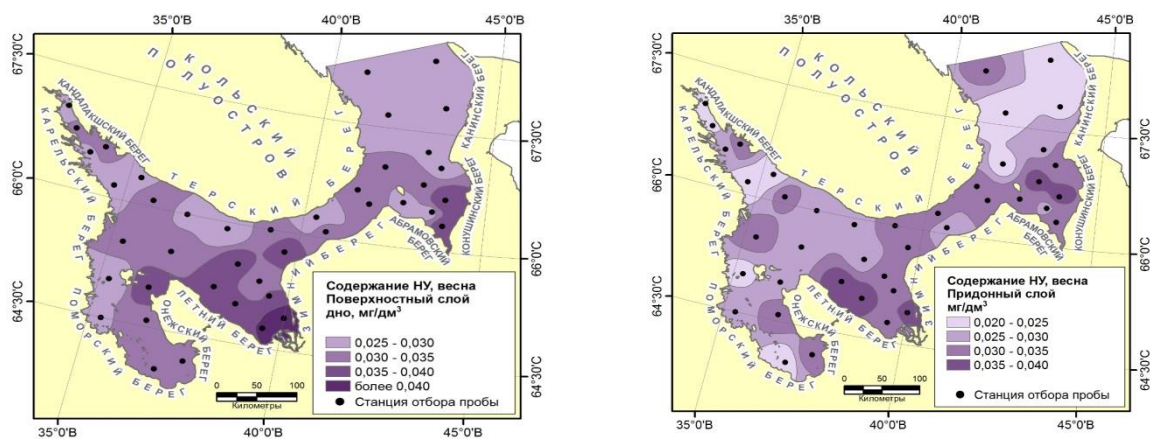 35°0'В 40°0'В 45°0'В
67°30'С
66°0'С
64°30'С
67°30'С
66°0'С
64°30'С
35°0'В 40°0'В 45°0'В
КОЛЬСКИЙ
ПОЛУОСТРОВ
КАНДАЛАКШСКИЙ БЕРЕГ
КАРЕЛЬСКИЙ БЕРЕГ
ТЕРСКИЙ БЕРЕГ
КАНИНСКИЙ БЕРЕГ
КОНУШИНСКИЙ БЕРЕГ
АБРАМОВСКИЙ
БЕРЕГ
ЗИМНИЙ БЕРЕГ
ЛЕТНИЙ БЕРЕГ
ОНЕЖСКИЙ БЕРЕГ
ПОМОРСКИЙ БЕРЕГ
Содержание НУ, весна
Поверхностный слой
дно, мг/дм³
0,025 - 0,030
0,030 - 0,035
0,035 - 0,040
более 0,040
Станция отбора пробы
0 50 100
Километры
35°0'В 40°0'В 45°0'В
67°30'С
66°0'С
64°30'С
67°30'С
66°0'С
64°30'С
35°0'В 40°0'В 45°0'В
КОЛЬСКИЙ
ПОЛУОСТРОВ
КАНДАЛАКШСКИЙ БЕРЕГ
КАРЕЛЬСКИЙ БЕРЕГ
ТЕРСКИЙ БЕРЕГ
КАНИНСКИЙ БЕРЕГ
КОНУШИНСКИЙ БЕРЕГ
АБРАМОВСКИЙ
БЕРЕГ
ЗИМНИЙ БЕРЕГ
ЛЕТНИЙ БЕРЕГ
ОНЕЖСКИЙ БЕРЕГ
ПОМОРСКИЙ БЕРЕГ
Содержание НУ, весна
Придонный слой
мг/дм³
0,020 - 0,025
0,025 - 0,030
0,030 - 0,035
0,035 - 0,040
Станция отбора пробы
0 50 100
Километры